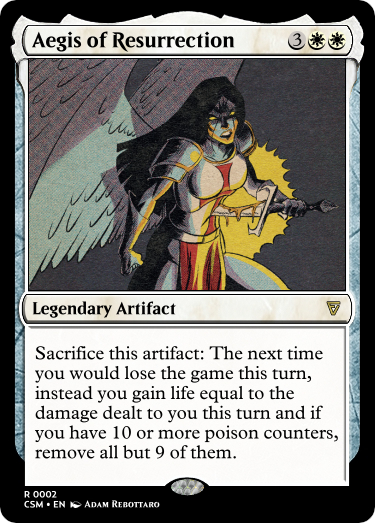 Aegis of Resurrection 3
Legendary Artifact
Sacrifice this artifact: The next time
you would lose the game this turn,
instead you gain life equal to the
damage dealt to you this turn and if
you have 10 or more poison counters,
remove all but 9 of them.
R 0002
CSM • EN Adam Rebottaro